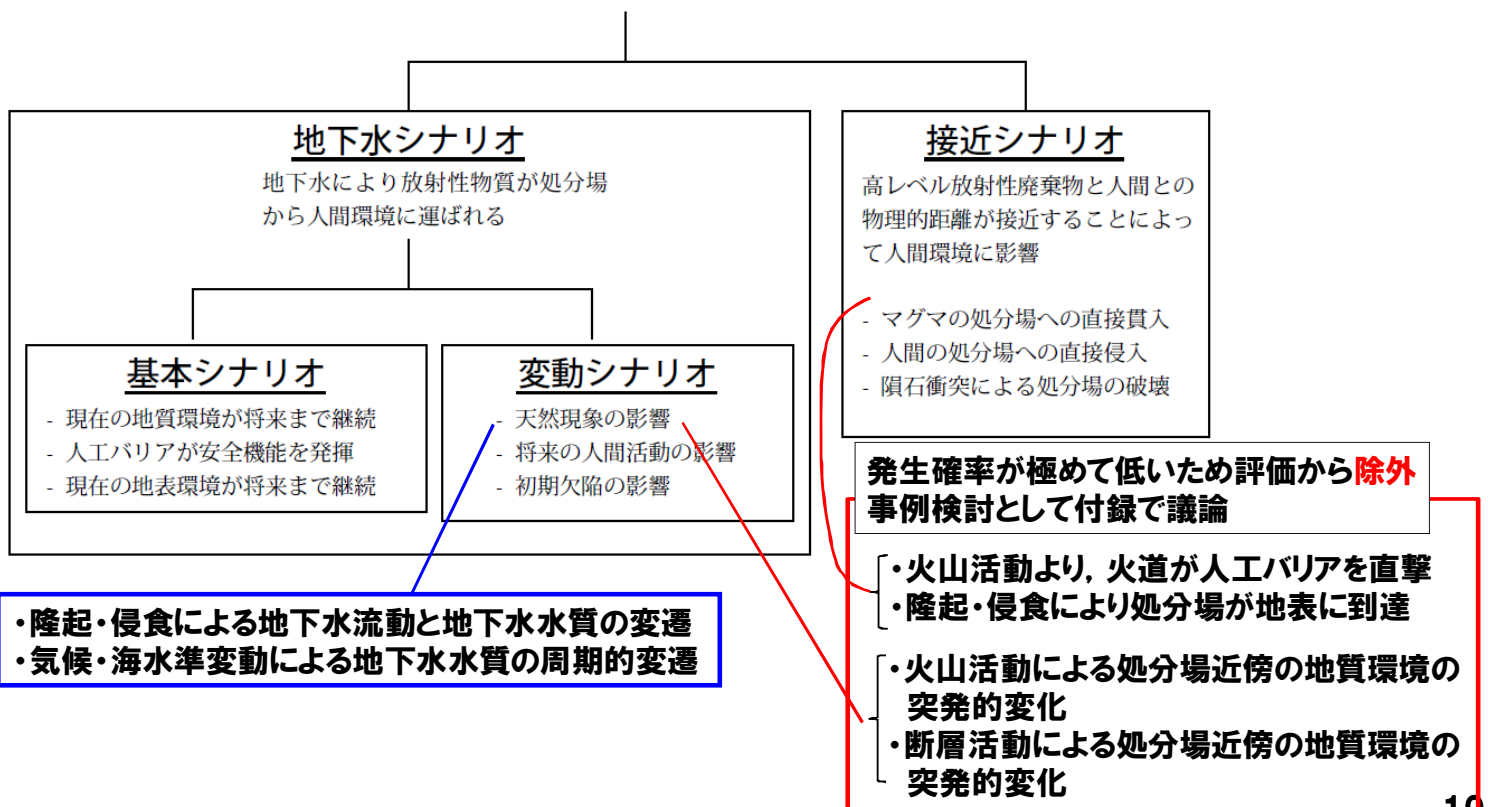 地下水シナリオ
地下水により放射性物質が処分場
から人間環境に運ばれる
基本シナリオ
- 現在の地質環境が将来まで継続
- 人工バリアが安全機能を発揮
- 現在の地表環境が将来まで継続
変動シナリオ
- 天然現象の影響
- 将来の人間活動の影響
- 初期欠陥の影響
接近シナリオ
高レベル放射性廃棄物と人間との
物理的距離が接近することによっ
て人間環境に影響
- マグマの処分場への直接貫入
- 人間の処分場への直接侵入
- 隕石衝突による処分場の破壊
・隆起・侵食による地下水流動と地下水水質の変遷
・気候・海水準変動による地下水水質の周期的変遷
発生確率が極めて低いため評価から除外
事例検討として付録で議論
・火山活動より，火道が人工バリアを直撃
・隆起・侵食により処分場が地表に到達
・火山活動による処分場近傍の地質環境の
突発的変化
・断層活動による処分場近傍の地質環境の
突発的変化